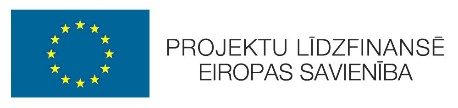 PROJEKTU LĪDZFINANSĒ
EIROPAS SAVIENĪBA